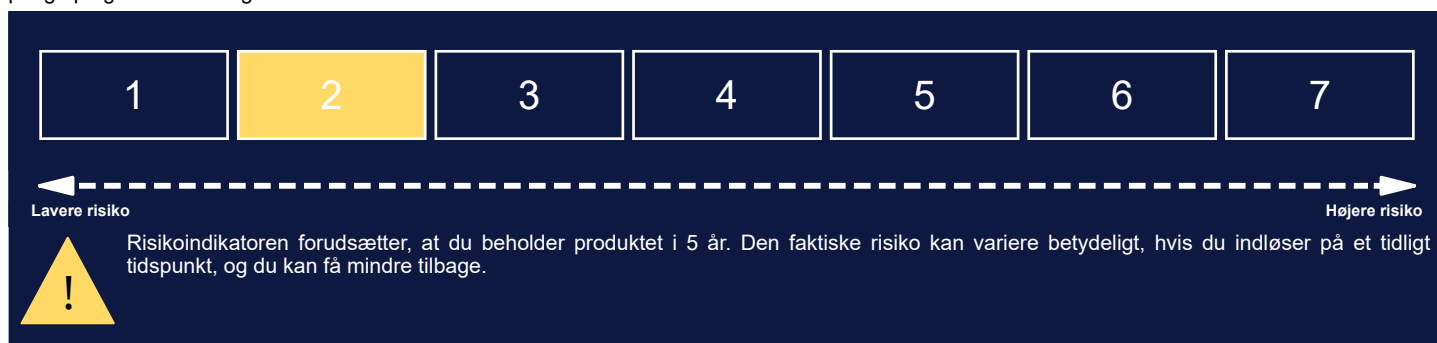 1 2 3 4 5 6 7
Lavere risiko Højere risiko
Risikoindikatoren forudsætter, at du beholder produktet i 5 år. Den faktiske risiko kan variere betydeligt, hvis du indløser på et tidligt
tidspunkt, og du kan få mindre tilbage.
!